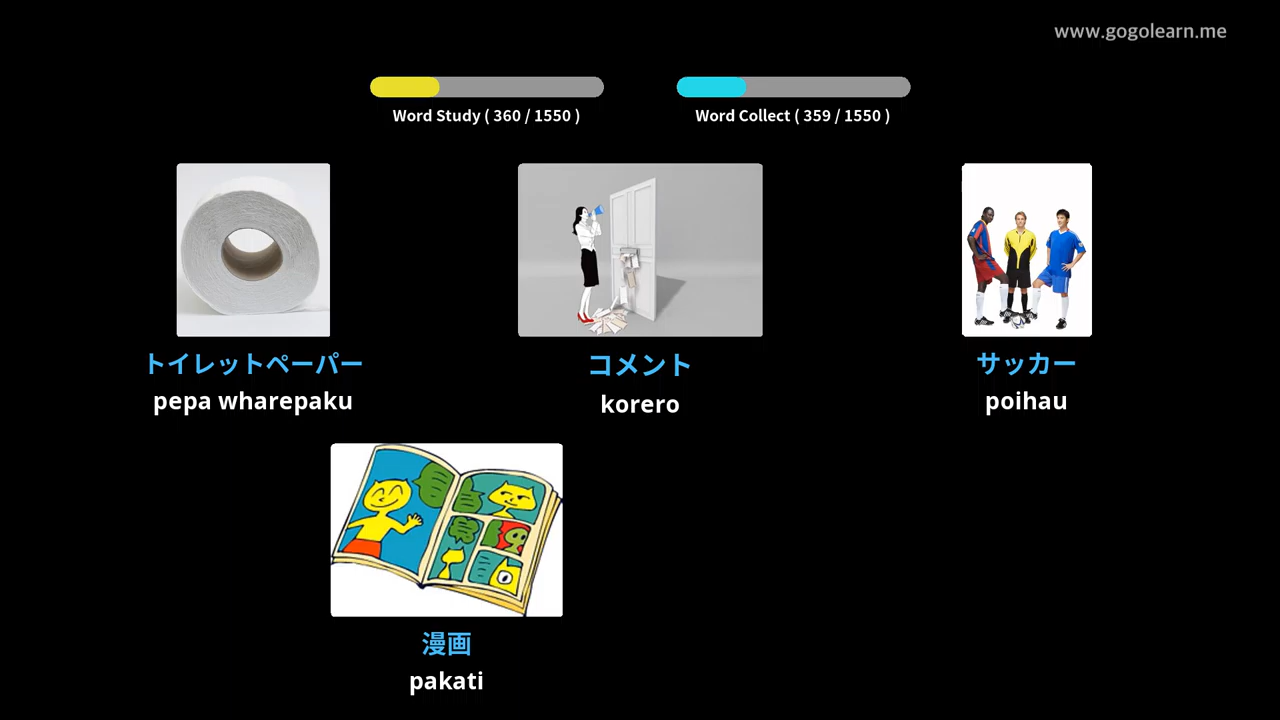 www.gogolearn.me
Word Study ( 360 / 1550 )
Word Collect ( 359 / 1550 )
トイレットペーパー
pepa wharepaku
コメント
korero
サッカー
poihau
漫画
pakati